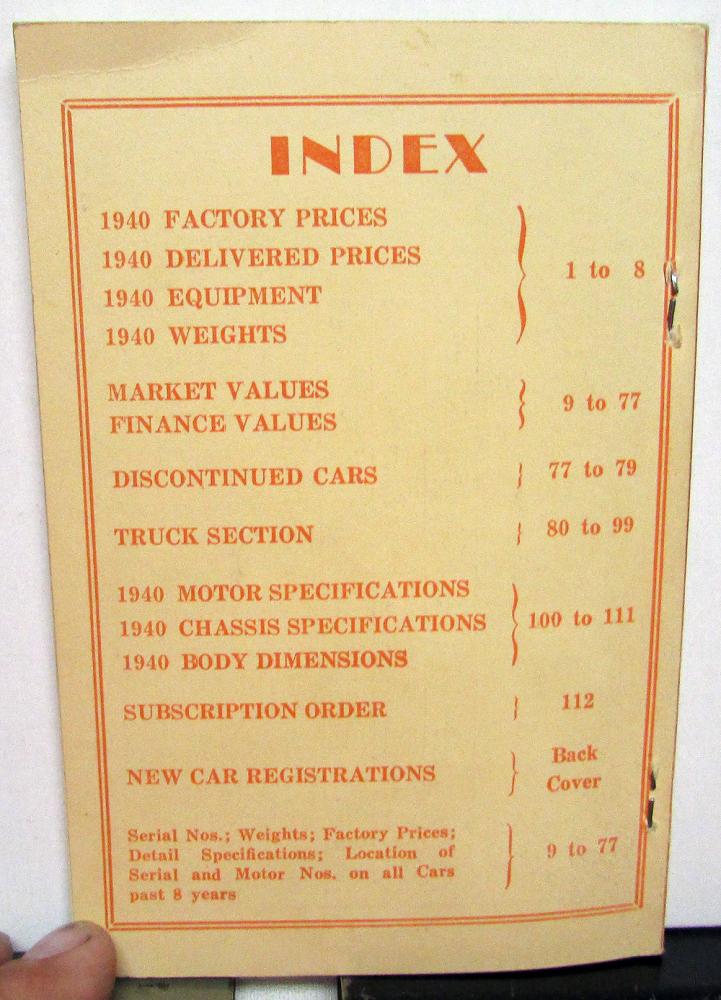 INDEX
1940 FACTORY PRICES
1940 DELIVERED PRICES
1940 EQUIPMENT
1940 WEIGHTS
1 to 8
MARKET VALUES
FINANCE VALUES
9 to 77
DISCONTINUED CARS 77 to 79
TRUCK SECTION 80 to 99
1940 MOTOR SPECIFICATIONS
1940 CHASSIS SPECIFICATIONS
1940 BODY DIMENSIONS
100 to 111
SUBSCRIPTION ORDER 112
NEW CAR REGISTRATIONS
Back
Cover
Serial Nos.; Weights; Factory Prices;
Detail Specifications; Location of
Serial and Motor Nos. on all Cars
past 8 years
9 to 77